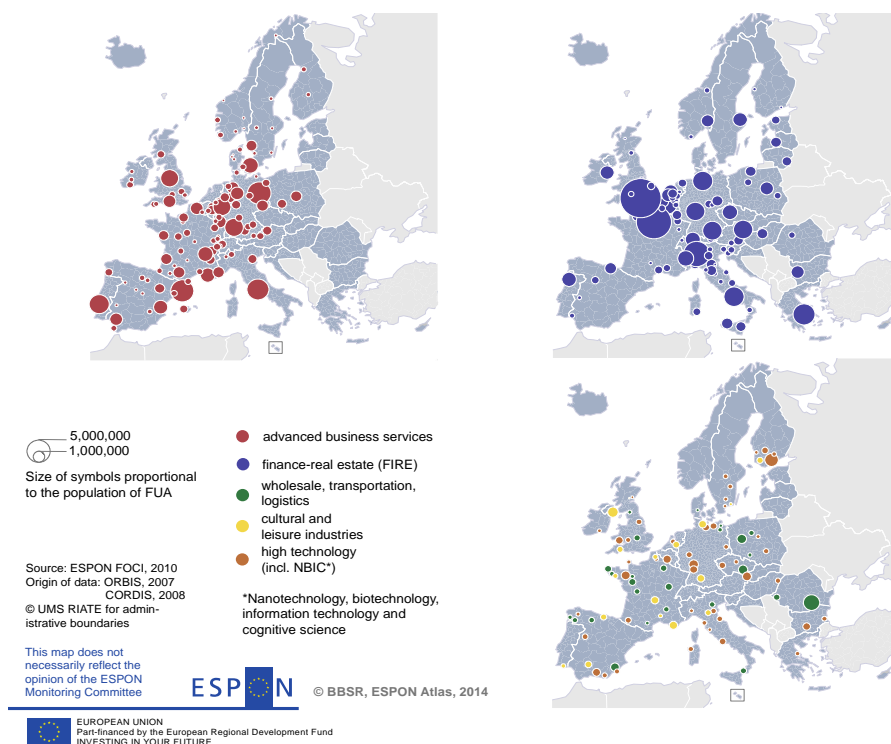 5,000,000
1,000,000
Size of symbols proportional
to the population of FUA
advanced business services
finance-real estate (FIRE)
wholesale, transportation,
logistics
cultural and
leisure industries
high technology
(incl. NBIC*)
Source: ESPON FOCI, 2010
Origin of data: ORBIS, 2007
CORDIS, 2008
© UMS RIATE for admin-
istrative boundaries
*Nanotechnology, biotechnology,
information technology and
cognitive science
This map does not
necessarily reflect the
opinion of the ESPON
Monitoring Committee
ESPON
© BBSR, ESPON Atlas, 2014
EUROPEAN UNION
Part-financed by the European Regional Development Fund
INVESTING IN YOUR FUTURE